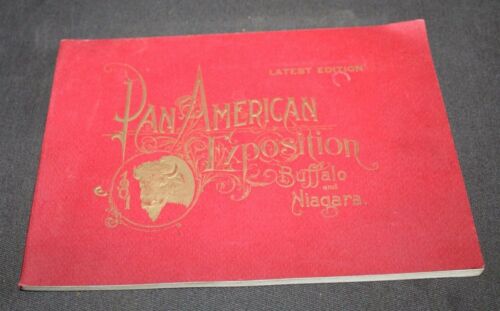 LATEST EDITION
PAN AMERICAN
Exposition
Buffalo
and
Niagara.